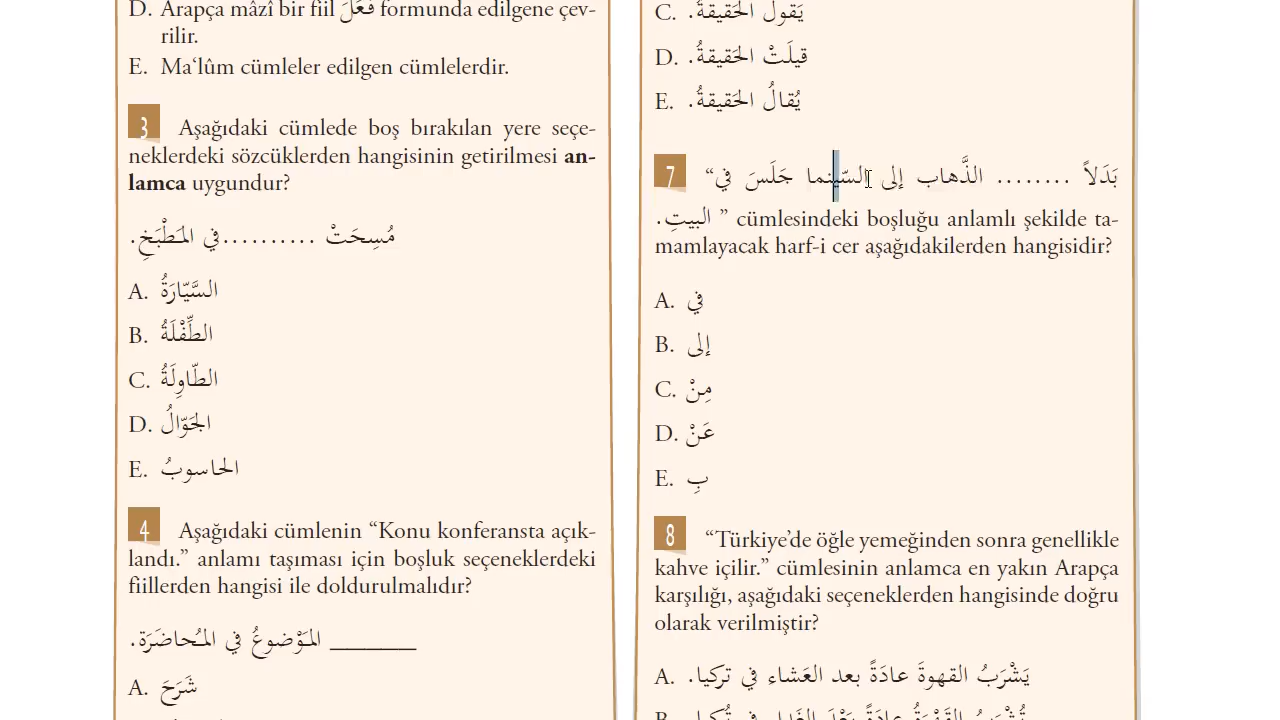 D. Arapça mâzî bir fiil فَعَلَ formunda edilgene çev-
rilir.
E. Ma‘lûm cümleler edilgen cümlelerdir.
3 Aşağıdaki cümlede boş bırakılan yere seçe-
neklerdeki sözcüklerden hangisinin getirilmesi an-
lamca uygundur?
مُسِحَتْ ..........في المَطْبَخِ.
A. السَّيّارَةُ
B. الطِّفْلَةُ
C. الطّاوِلَةُ
D. الجَوّالُ
E. الحاسوبُ
4 Aşağıdaki cümlenin “Konu konferansta açık-
landı.” anlamı taşıması için boşluk seçeneklerdeki
fiillerden hangisi ile doldurulmalıdır?
______ المَوْضوعُ في المُحاضَرَة.
A. شَرَحَ
C. يَقولُ الحَقيقةُ.
D. قيلَتْ الحَقيقةُ.
E. يُقالُ الحَقيقةُ.
7 “بَدَلاً ........ الذَّهاب إلى السّينما جَلَسَ في
البيتِ. ” cümlesindeki boşluğu anlamlı şekilde ta-
mamlayacak harf-i cer aşağıdakilerden hangisidir?
A. في
B. إلى
C. مِنْ
D. عَنْ
E. بِ
8 “Türkiye’de öğle yemeğinden sonra genellikle
kahve içilir.” cümlesinin anlamca en yakın Arapça
karşılığı, aşağıdaki seçeneklerden hangisinde doğru
olarak verilmiştir?
A. يَشْرَبُ القهوةَ عادَةً بعد العَشاء في تركيا.